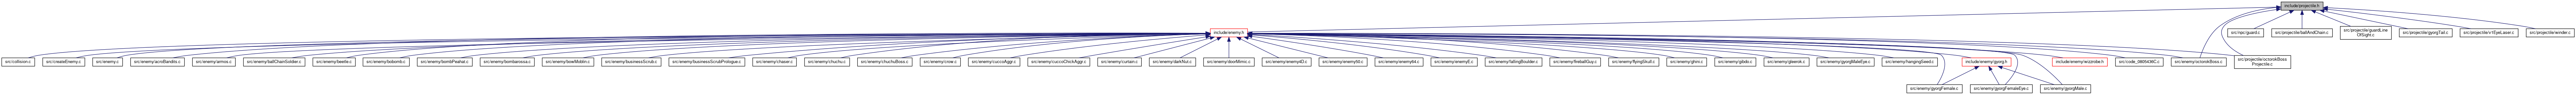 include/projectile.h
include/enemy.h
src/npc/guard.c
src/projectile/ballAndChain.c
src/projectile/guardLine
OfSight.c
src/projectile/gyorgTail.c
src/projectile/v1EyeLaser.c
src/projectile/winder.c
src/collision.c
src/createEnemy.c
src/enemy.c
src/enemy/acroBandits.c
src/enemy/armos.c
src/enemy/ballChainSoldier.c
src/enemy/beetle.c
src/enemy/bobomb.c
src/enemy/bombPeahat.c
src/enemy/bombarossa.c
src/enemy/bowMoblin.c
src/enemy/businessScrub.c
src/enemy/businessScrubPrologue.c
src/enemy/chaser.c
src/enemy/chuchu.c
src/enemy/chuchuBoss.c
src/enemy/crow.c
src/enemy/cuccoAggr.c
src/enemy/cuccoChickAggr.c
src/enemy/curtain.c
src/enemy/darkNut.c
src/enemy/doorMimic.c
src/enemy/enemy4D.c
src/enemy/enemy50.c
src/enemy/enemy64.c
src/enemy/enemyE.c
src/enemy/fallingBoulder.c
src/enemy/fireballGuy.c
src/enemy/flyingSkull.c
src/enemy/ghini.c
src/enemy/gibdo.c
src/enemy/gleerok.c
src/enemy/gyorgMaleEye.c
src/enemy/hangingSeed.c
include/enemy/gyorg.h
include/enemy/wizzrobe.h
src/code_0805436C.c
src/enemy/octorokBoss.c
src/projectile/octorokBoss
Projectile.c
src/enemy/gyorgFemale.c
src/enemy/gyorgFemaleEye.c
src/enemy/gyorgMale.c